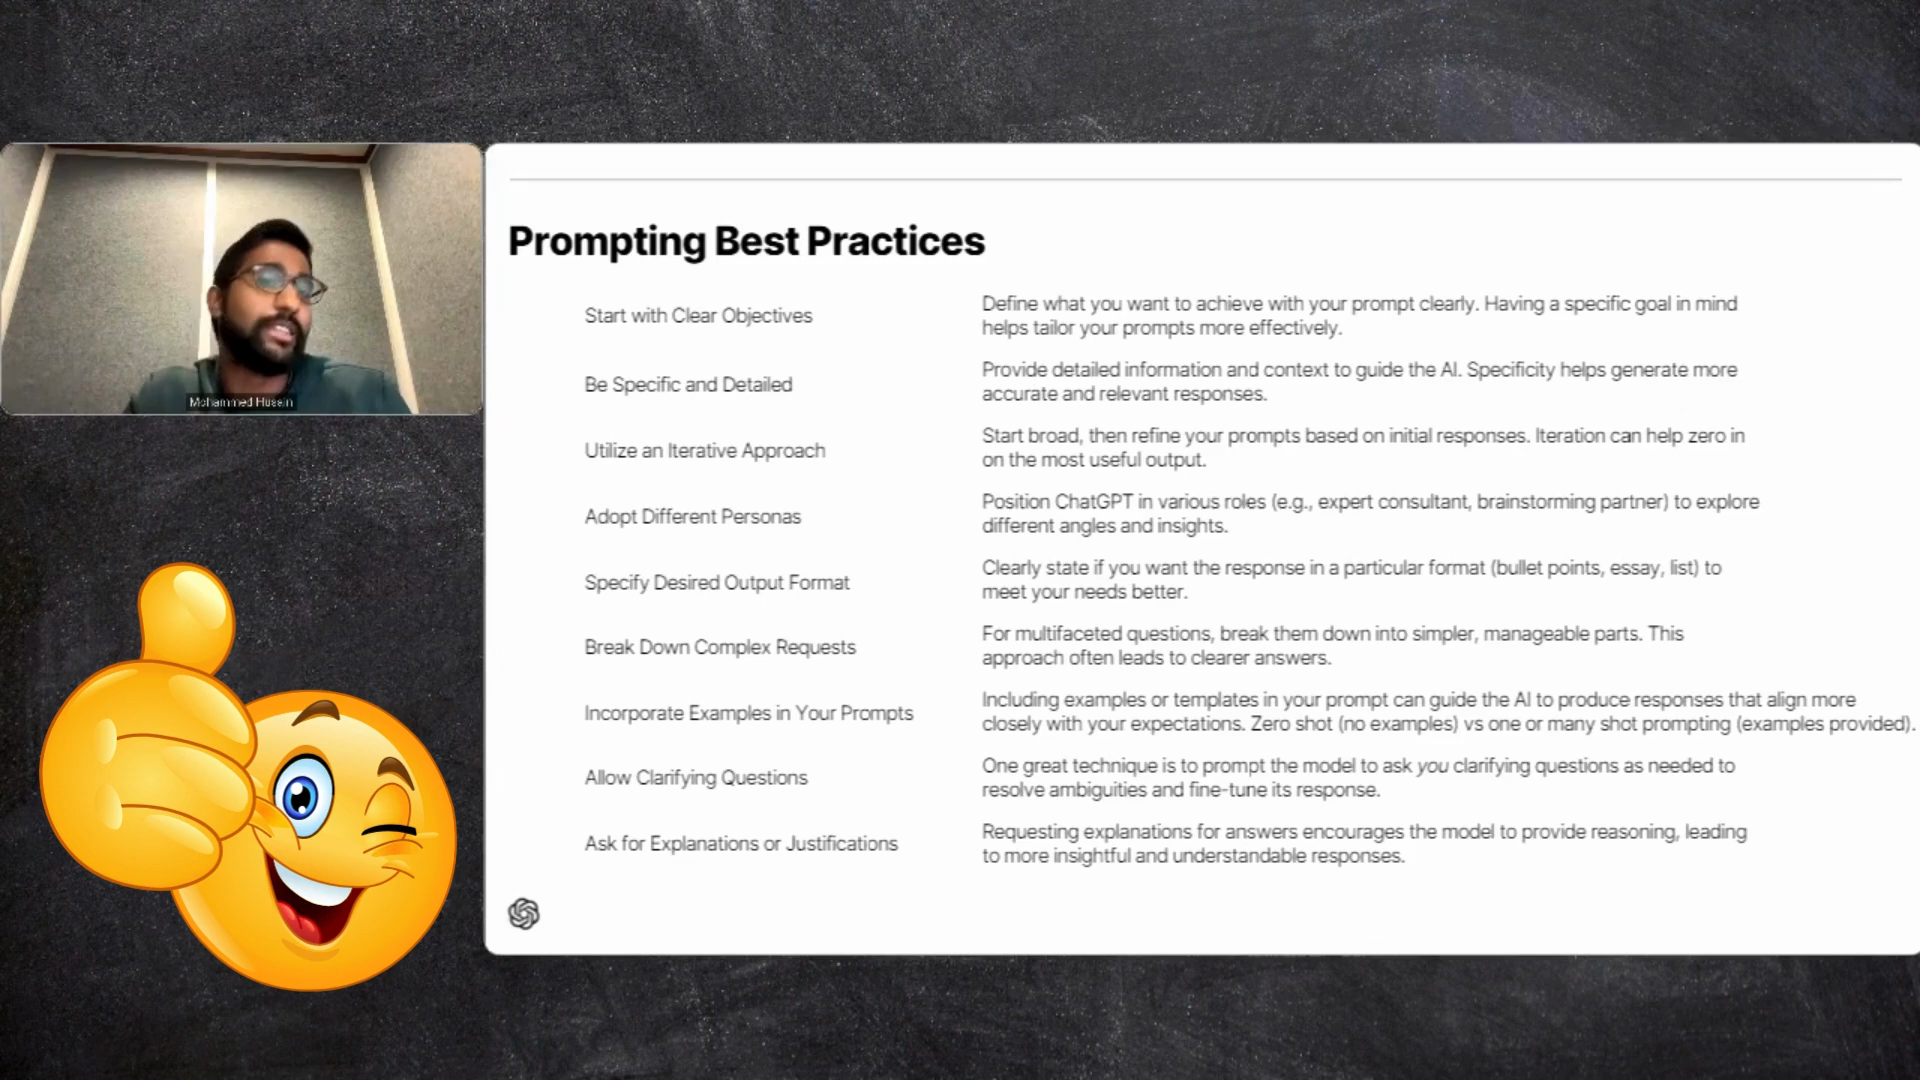 Mohammed Husain
Prompting Best Practices
Start with Clear Objectives
Define what you want to achieve with your prompt clearly. Having a specific goal in mind
helps tailor your prompts more effectively.
Be Specific and Detailed
Provide detailed information and context to guide the AI. Specificity helps generate more
accurate and relevant responses.
Utilize an Iterative Approach
Start broad, then refine your prompts based on initial responses. Iteration can help zero in
on the most useful output.
Adopt Different Personas
Position ChatGPT in various roles (e.g., expert consultant, brainstorming partner) to explore
different angles and insights.
Specify Desired Output Format
Clearly state if you want the response in a particular format (bullet points, essay, list) to
meet your needs better.
Break Down Complex Requests
For multifaceted questions, break them down into simpler, manageable parts. This
approach often leads to clearer answers.
Incorporate Examples in Your Prompts
Including examples or templates in your prompt can guide the AI to produce responses that align more
closely with your expectations. Zero shot (no examples) vs one or many shot prompting (examples provided).
Allow Clarifying Questions
One great technique is to prompt the model to ask you clarifying questions as needed to
resolve ambiguities and fine-tune its response.
Ask for Explanations or Justifications
Requesting explanations for answers encourages the model to provide reasoning, leading
to more insightful and understandable responses.